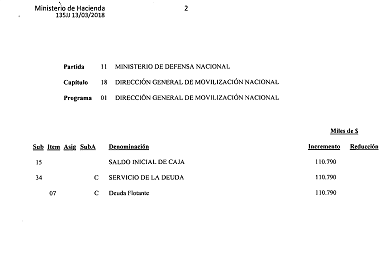 Ministerio de Hacienda 2
135JJ 13/03/2018
Partida 11 MINISTERIO DE DEFENSA NACIONAL
Capítulo 18 DIRECCIÓN GENERAL DE MOVILIZACIÓN NACIONAL
Programa 01 DIRECCIÓN GENERAL DE MOVILIZACIÓN NACIONAL
Miles de $
Sub Item Asig SubA Denominación Incremento Reducción
15 SALDO INICIAL DE CAJA 110.790
34 C SERVICIO DE LA DEUDA 110.790
07 C Deuda Flotante 110.790